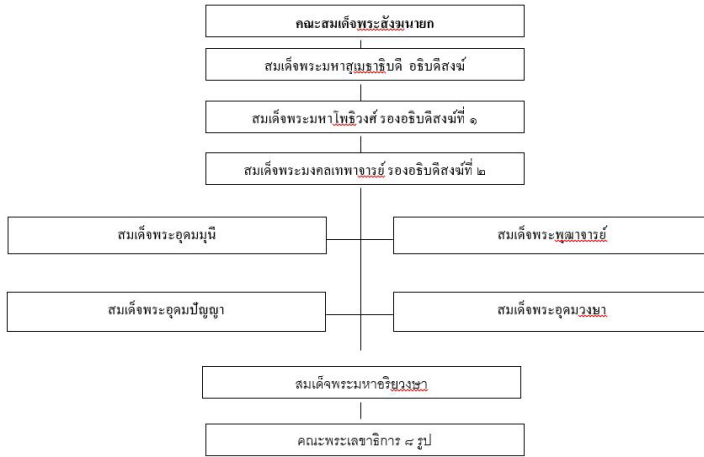 คณะสมเด็จพระสังฆนายก
สมเด็จพระมหาสุเมธาธิบดี อธิบดีสงฆ์
สมเด็จพระมหาโพธิวงศ์ รองอธิบดีสงฆ์ที่ ๑
สมเด็จพระมงคลเทพาจารย์ รองอธิบดีสงฆ์ที่ ๒
สมเด็จพระอุดมมุนี
สมเด็จพระพุฒาจารย์
สมเด็จพระอุดมปัญญา
สมเด็จพระอุดมวงษา
สมเด็จพระมหาอริยวงษา
คณะพระเลขาธิการ ๘ รูป